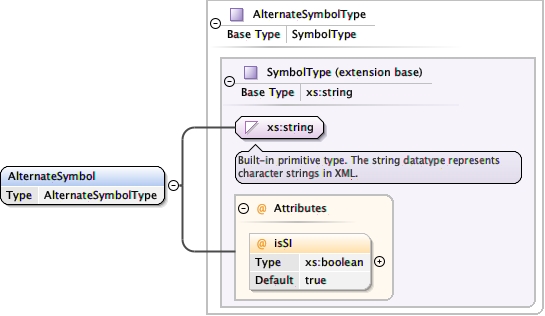 AlternateSymbolType
Base Type SymbolType
SymbolType (extension base)
Base Type xs:string
xs:string
Built-in primitive type. The string datatype represents
character strings in XML.
AlternateSymbol
Type AlternateSymbolType
@ Attributes
@ isSI
Type xs:boolean
Default true